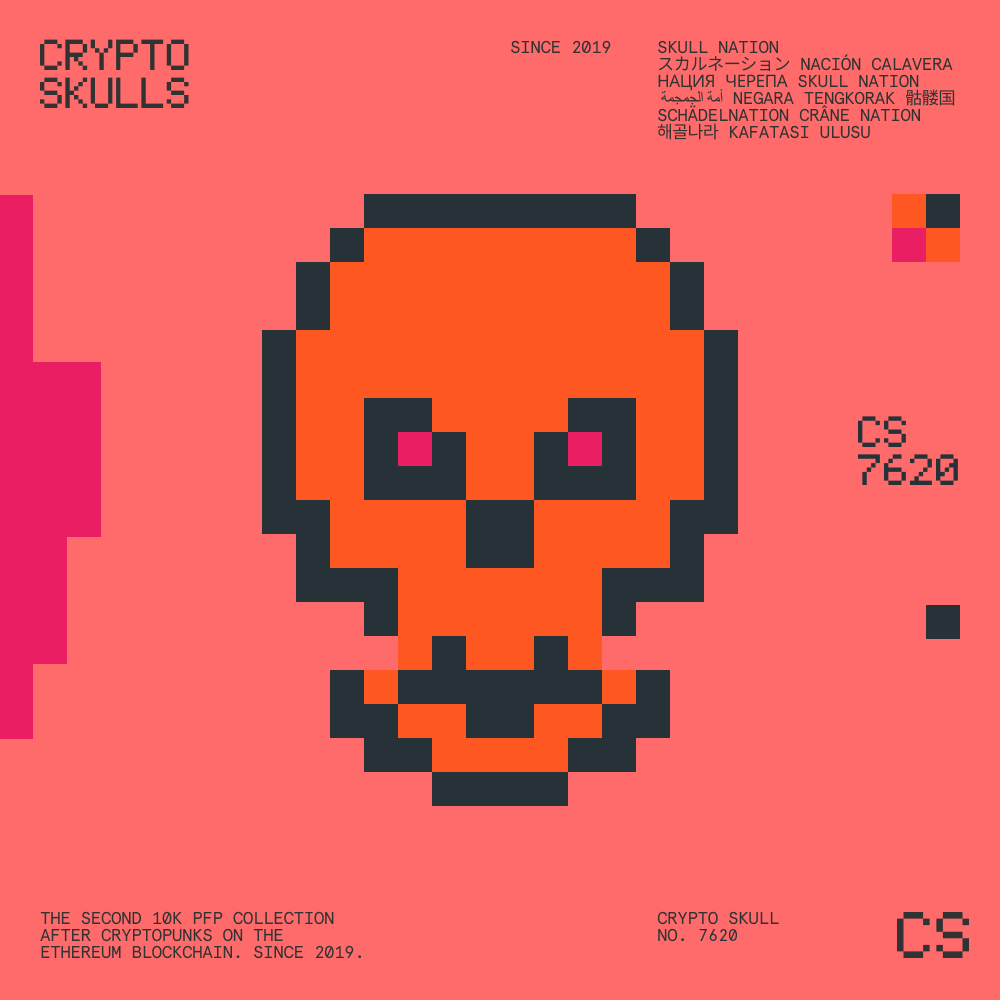 CRYPTO
SKULLS
SINCE 2019
SKULL NATION
スカルネーション NACIÓN CALAVERA
НАЦИЯ ЧЕРЕПА SKULL NATION
أمة الجمجمة NEGARA TENGKORAK 骷髅国
SCHÄDELNATION CRÂNE NATION
해골나라 KAFATASI ULUSU
CS
7620
THE SECOND 10K PFP COLLECTION
AFTER CRYPTOPUNKS ON THE
ETHEREUM BLOCKCHAIN. SINCE 2019.
CRYPTO SKULL
NO. 7620
CS